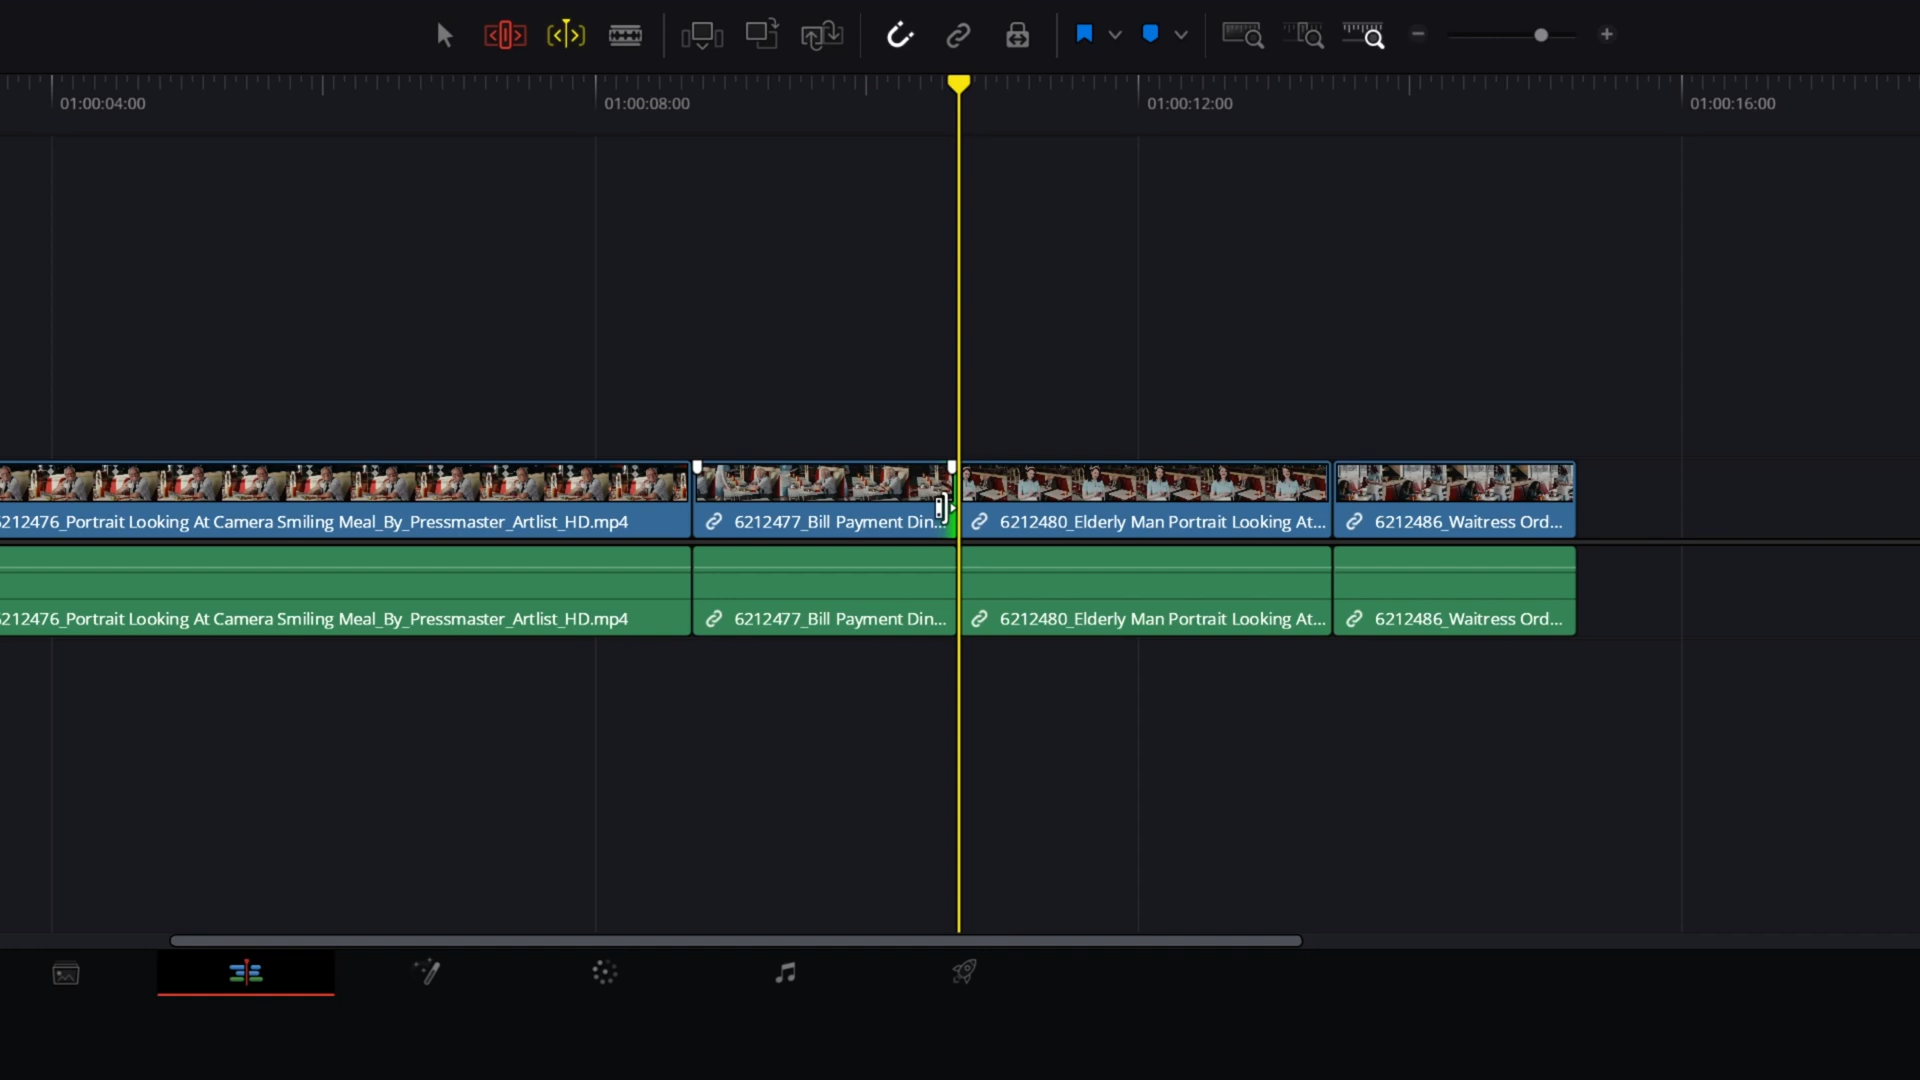 01:00:04:00
01:00:08:00
01:00:12:00
01:00:16:00
212476_Portrait Looking At Camera Smiling Meal_By_Pressmaster_Artlist_HD.mp4
6212477_Bill Payment Din...
6212480_Elderly Man Portrait Looking At...
6212486_Waitress Ord...
212476_Portrait Looking At Camera Smiling Meal_By_Pressmaster_Artlist_HD.mp4
6212477_Bill Payment Din...
6212480_Elderly Man Portrait Looking At...
6212486_Waitress Ord...